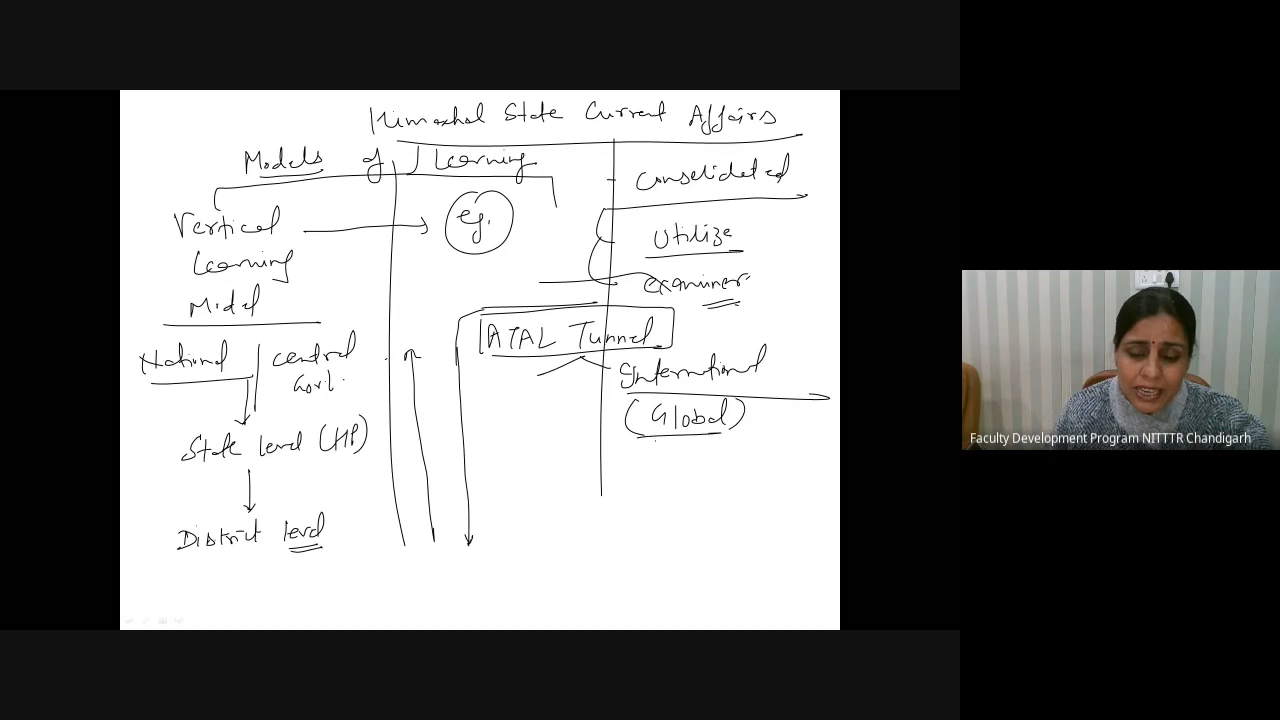 Himachal State Current Affairs
Models of Learning
Vertical
Learning
Model
National
central
Govt.
State level (HP)
District level
eg.
Consolidated
Utilize
examiner
ATAL Tunnel
International
(Global)
Faculty Development Program NITTTR Chandigarh